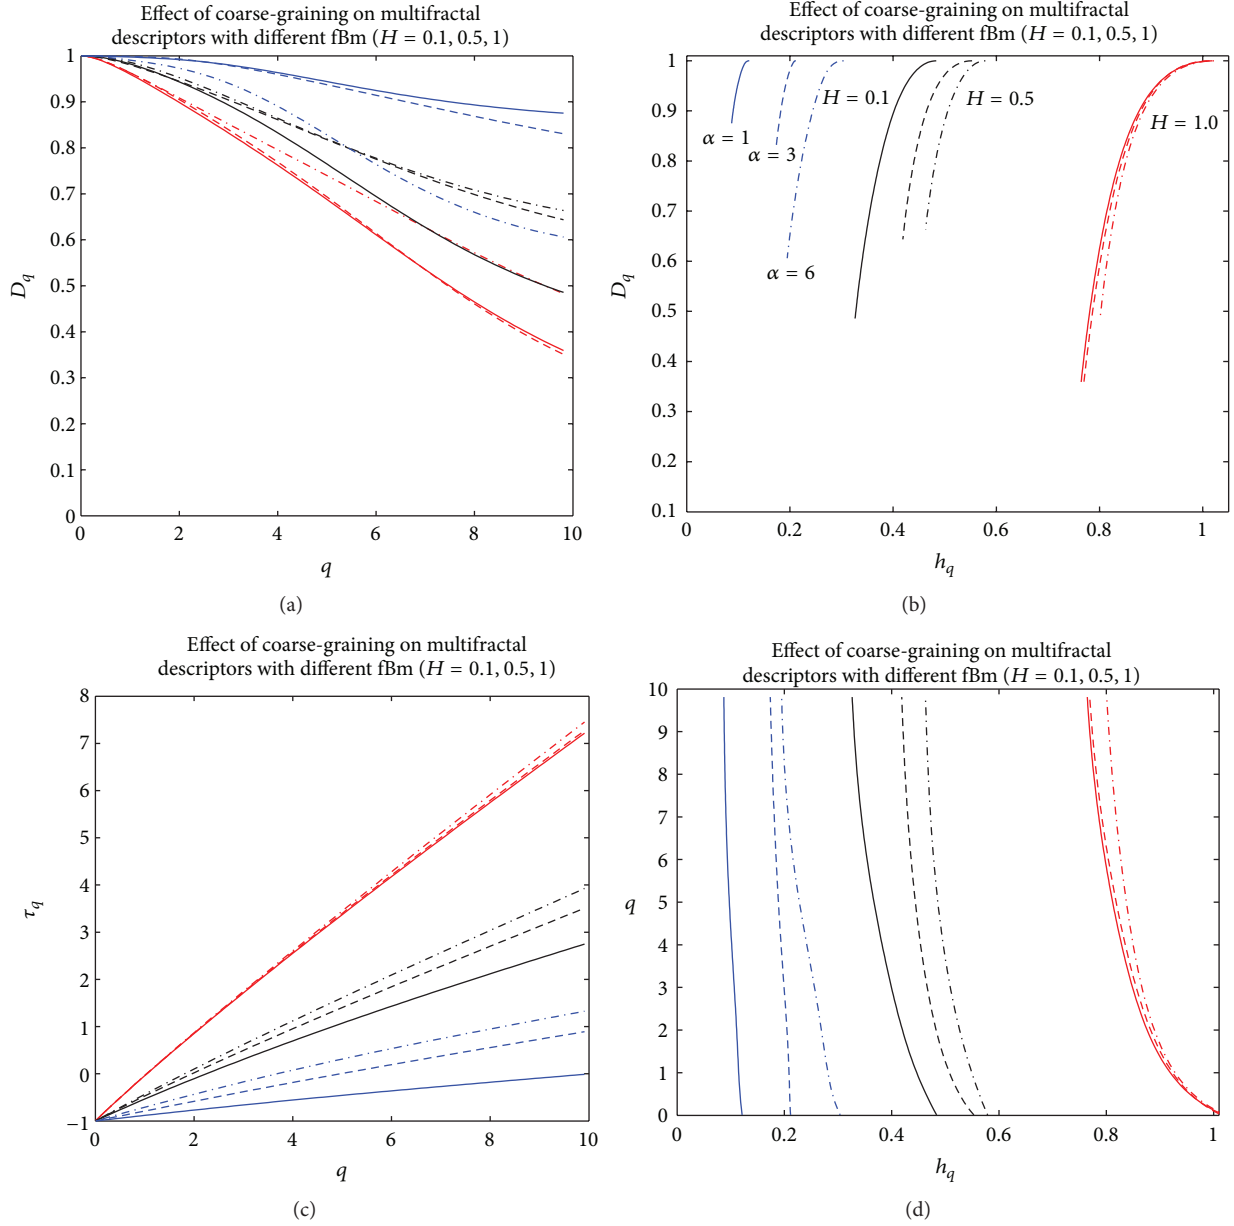 Effect of coarse-graining on multifractal
descriptors with different fBm (H = 0.1, 0.5, 1)
1
0.9
0.8
0.7
0.6
0.5
0.4
0.3
0.2
0.1
0
D_q
0 2 4 6 8 10
q
(a)
Effect of coarse-graining on multifractal
descriptors with different fBm (H = 0.1, 0.5, 1)
1
0.9
0.8
0.7
0.6
0.5
0.4
0.3
0.2
0.1
D_q
H = 0.1
H = 0.5
H = 1.0
α = 1
α = 3
α = 6
0 0.2 0.4 0.6 0.8 1
h_q
(b)
Effect of coarse-graining on multifractal
descriptors with different fBm (H = 0.1, 0.5, 1)
8
7
6
5
4
3
2
1
0
−1
τ_q
0 2 4 6 8 10
q
(c)
Effect of coarse-graining on multifractal
descriptors with different fBm (H = 0.1, 0.5, 1)
10
9
8
7
6
5
4
3
2
1
0
q
0 0.2 0.4 0.6 0.8 1
h_q
(d)